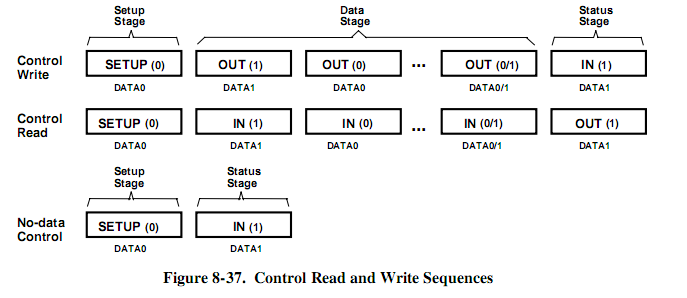 Setup Stage Data Stage Status Stage
Control Write SETUP (0) OUT (1) OUT (0) ... OUT (0/1) IN (1)
DATA0 DATA1 DATA0 DATA0/1 DATA1
Control Read SETUP (0) IN (1) IN (0) ... IN (0/1) OUT (1)
DATA0 DATA1 DATA0 DATA0/1 DATA1
Setup Stage Status Stage
No-data Control SETUP (0) IN (1)
DATA0 DATA1
Figure 8-37. Control Read and Write Sequences